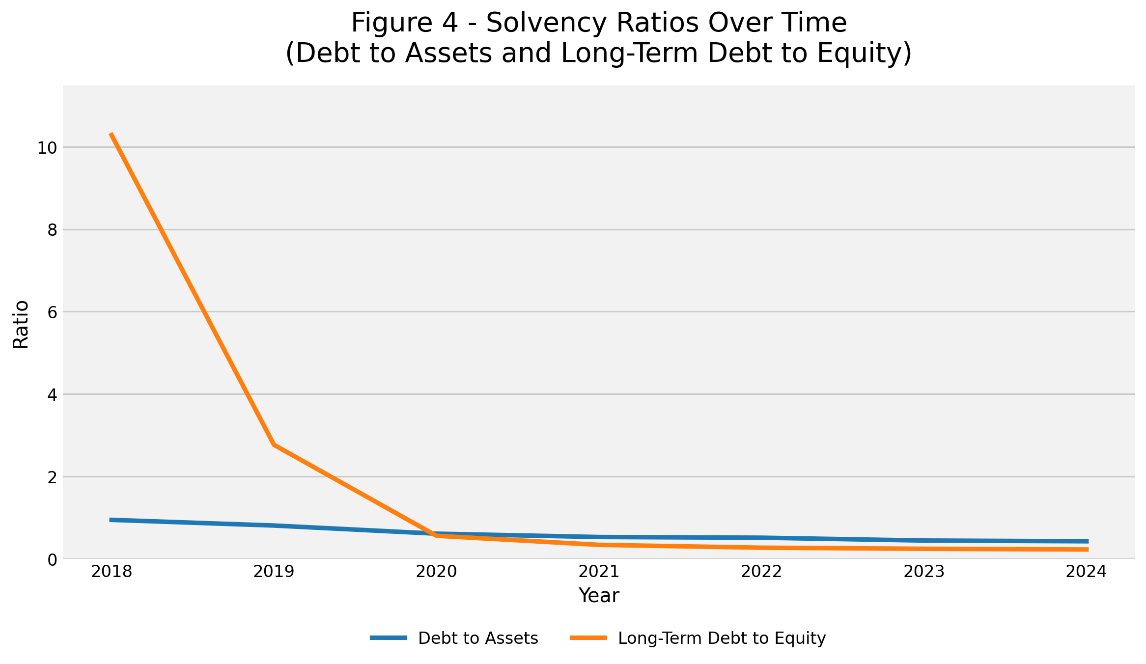 Figure 4 - Solvency Ratios Over Time
(Debt to Assets and Long-Term Debt to Equity)
10
8
6
4
2
0
Ratio
2018 2019 2020 2021 2022 2023 2024
Year
Debt to Assets Long-Term Debt to Equity